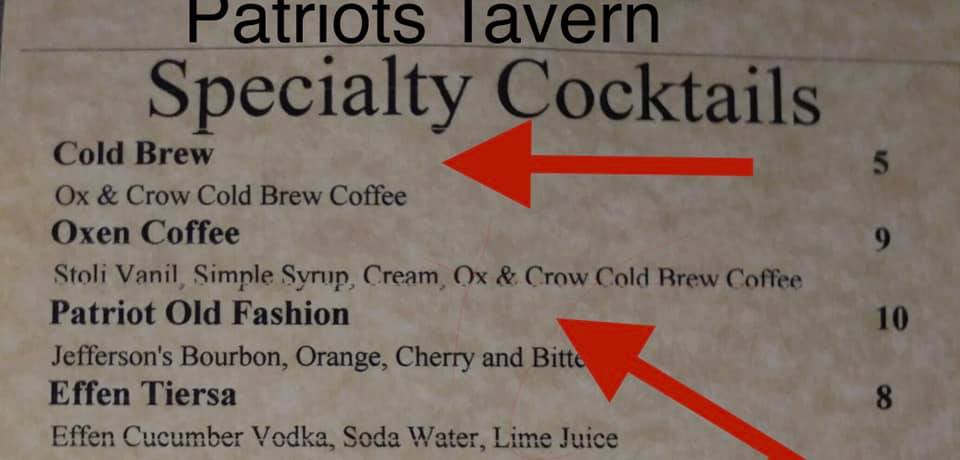 Patriots Tavern
Specialty Cocktails
Cold Brew 5
Ox & Crow Cold Brew Coffee
Oxen Coffee 9
Stoli Vanil, Simple Syrup, Cream, Ox & Crow Cold Brew Coffee
Patriot Old Fashion 10
Jefferson's Bourbon, Orange, Cherry and Bitte
Effen Tiersa 8
Effen Cucumber Vodka, Soda Water, Lime Juice